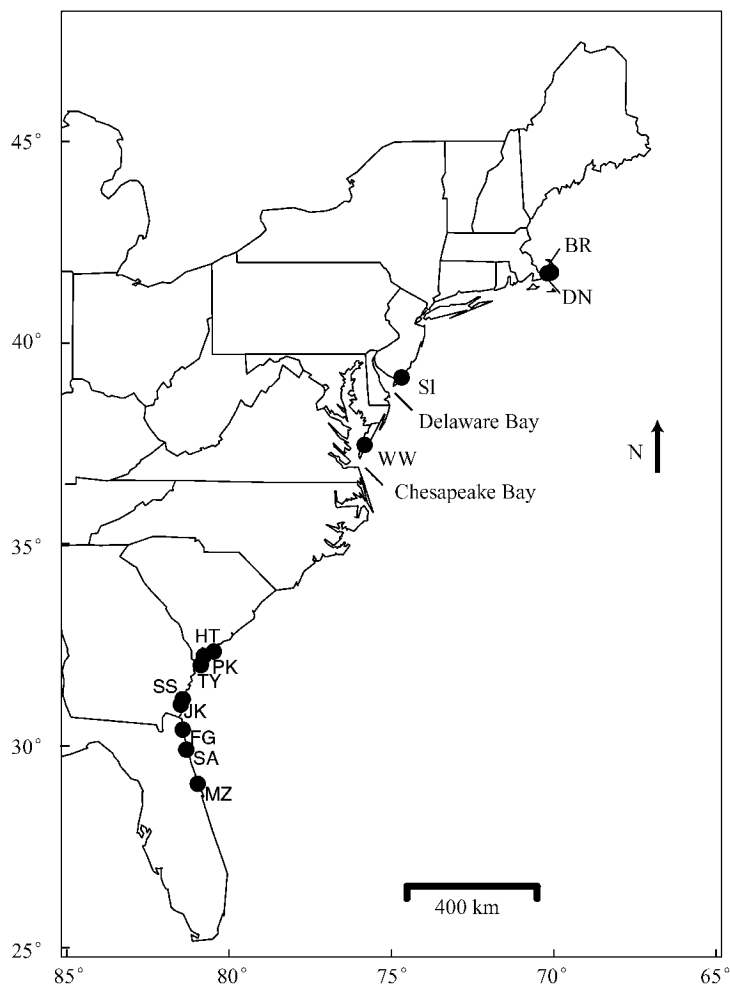 45°
BR
DN
40°
SI
Delaware Bay
N
WW
Chesapeake Bay
35°
HT
PK
TY
SS
JK
FG
30°
SA
MZ
400 km
25°
85° 80° 75° 70° 65°